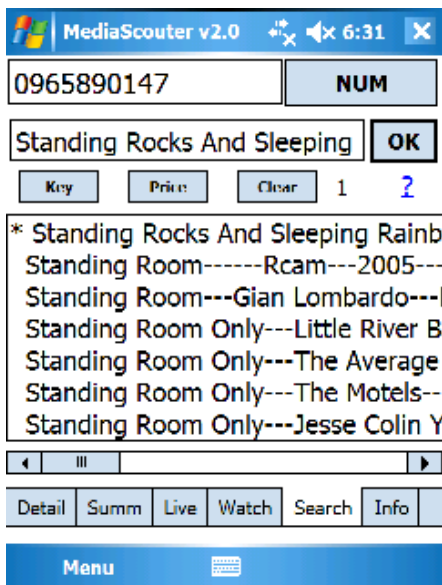 MediaScouter v2.0 6:31
0965890147 NUM
Standing Rocks And Sleeping OK
Key Price Clear 1 ?
* Standing Rocks And Sleeping Rainb
Standing Room------Rcam---2005---
Standing Room---Gian Lombardo---
Standing Room Only---Little River B
Standing Room Only---The Average
Standing Room Only---The Motels--
Standing Room Only---Jesse Colin Y
Detail Summ Live Watch Search Info
Menu